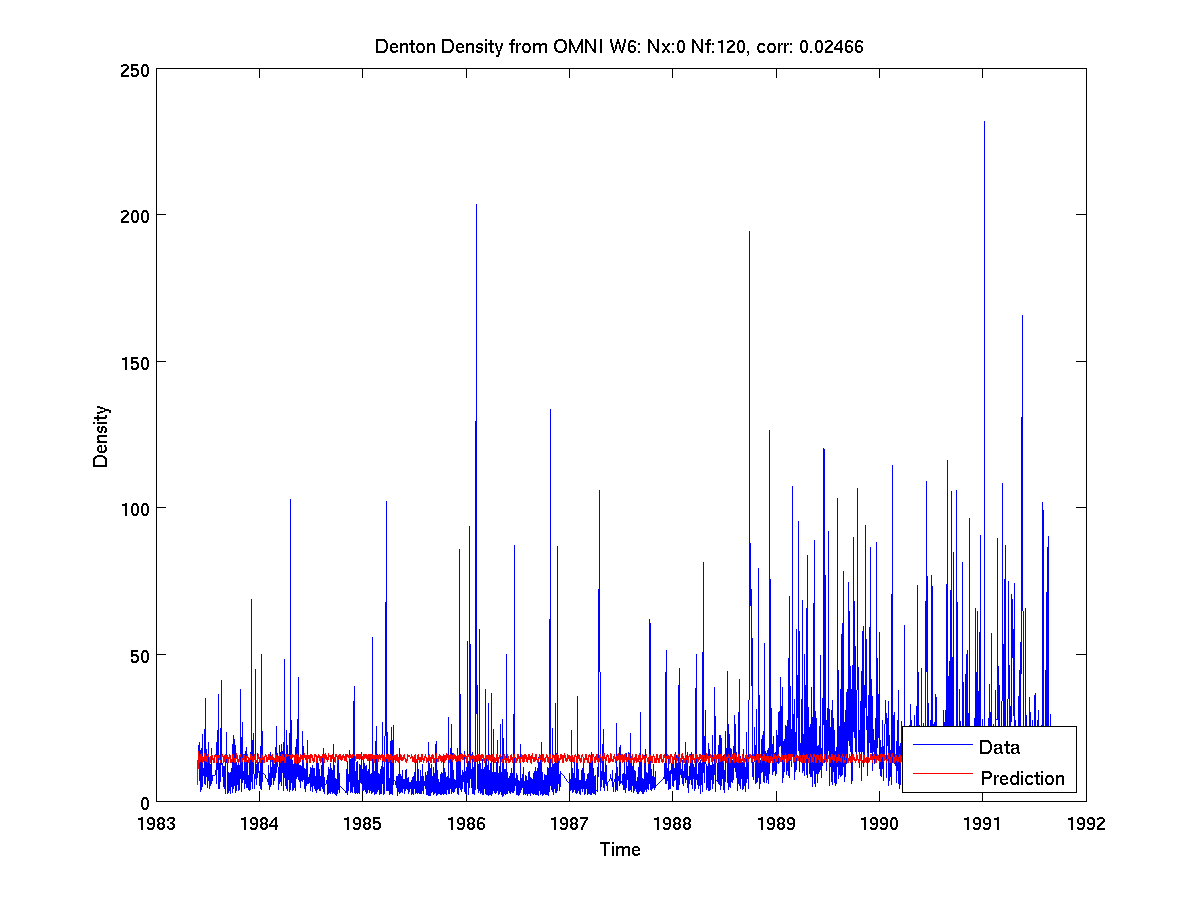 Denton Density from OMNI W6: Nx:0 Nf:120, corr: 0.02466
250
200
150
100
50
0
Density
1983 1984 1985 1986 1987 1988 1989 1990 1991 1992
Time
Data
Prediction